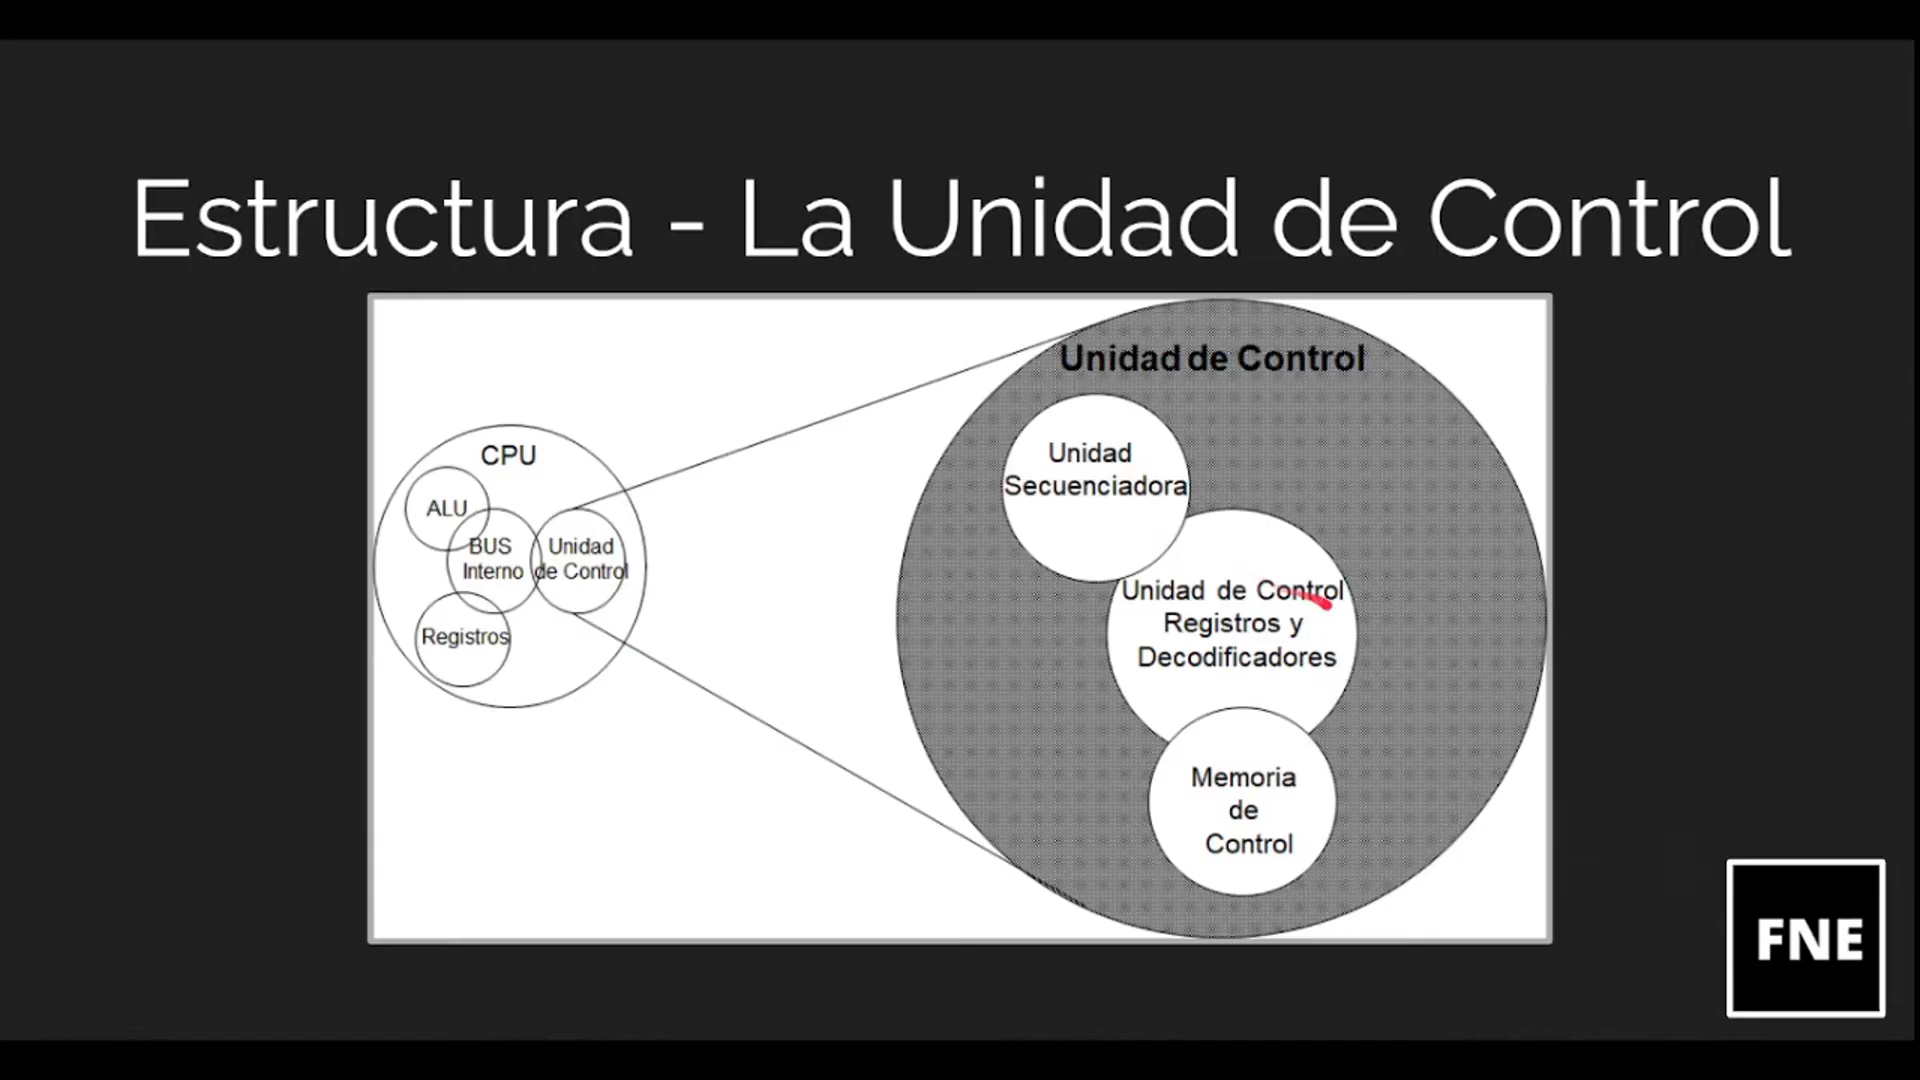 Estructura - La Unidad de Control
CPU
ALU
BUS
Interno
Unidad
de Control
Registros
Unidad de Control
Unidad
Secuenciadora
Unidad de Control
Registros y
Decodificadores
Memoria
de
Control
FNE